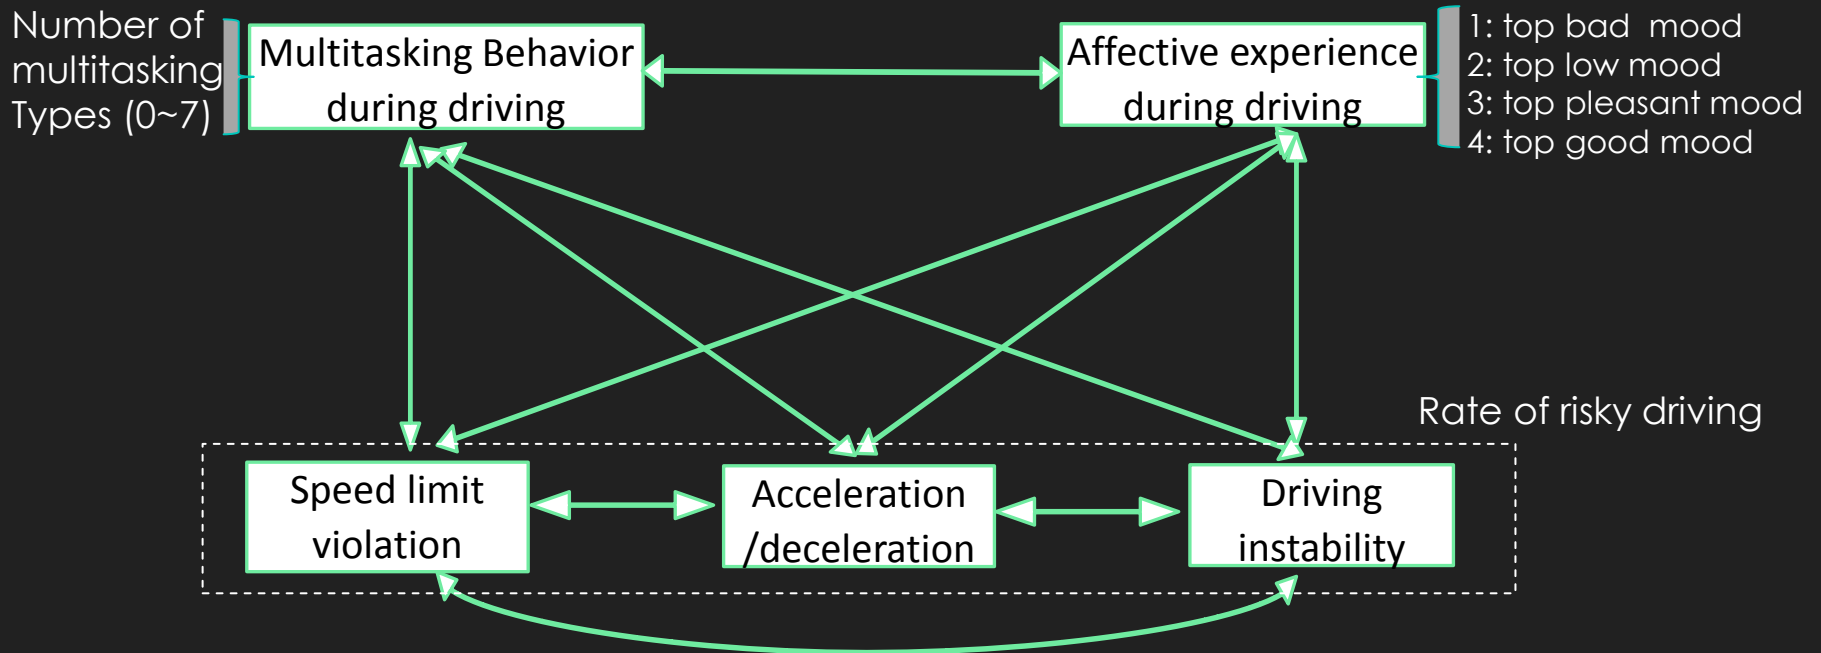 Number of
multitasking
Types (0~7)
Multitasking Behavior
during driving
Affective experience
during driving
1: top bad  mood
2: top low mood
3: top pleasant mood
4: top good mood
Rate of risky driving
Speed limit
violation
Acceleration
/deceleration
Driving
instability